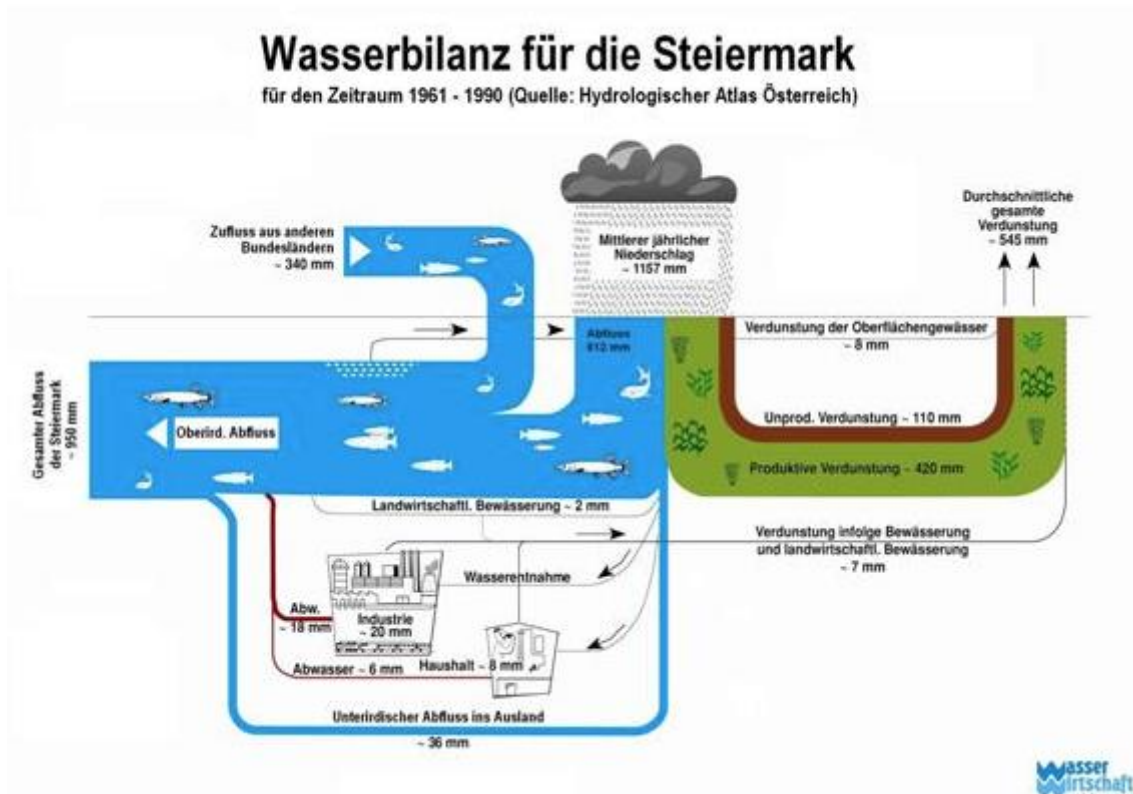 Wasserbilanz für die Steiermark
für den Zeitraum 1961 - 1990 (Quelle: Hydrologischer Atlas Österreich)
Durchschnittliche
gesamte
Verdunstung
~ 545 mm
Zufluss aus anderen
Bundesländern
~ 340 mm
Mittlerer jährlicher
Niederschlag
~ 1157 mm
Abfluss
612 mm
Verdunstung der Oberflächengewässer
~ 8 mm
Gesamter Abfluss
der Steiermark
~ 950 mm
Oberird. Abfluss
Unprod. Verdunstung ~ 110 mm
Produktive Verdunstung ~ 420 mm
Landwirtschaftl. Bewässerung ~ 2 mm
Verdunstung infolge Bewässerung
und landwirtschaftl. Bewässerung
~ 7 mm
Wasserentnahme
Abw.
~ 18 mm
Industrie
~ 20 mm
Abwasser ~ 6 mm
Haushalt ~ 8 mm
Unterirdischer Abfluss ins Ausland
~ 36 mm
Wasser
Wirtschaft